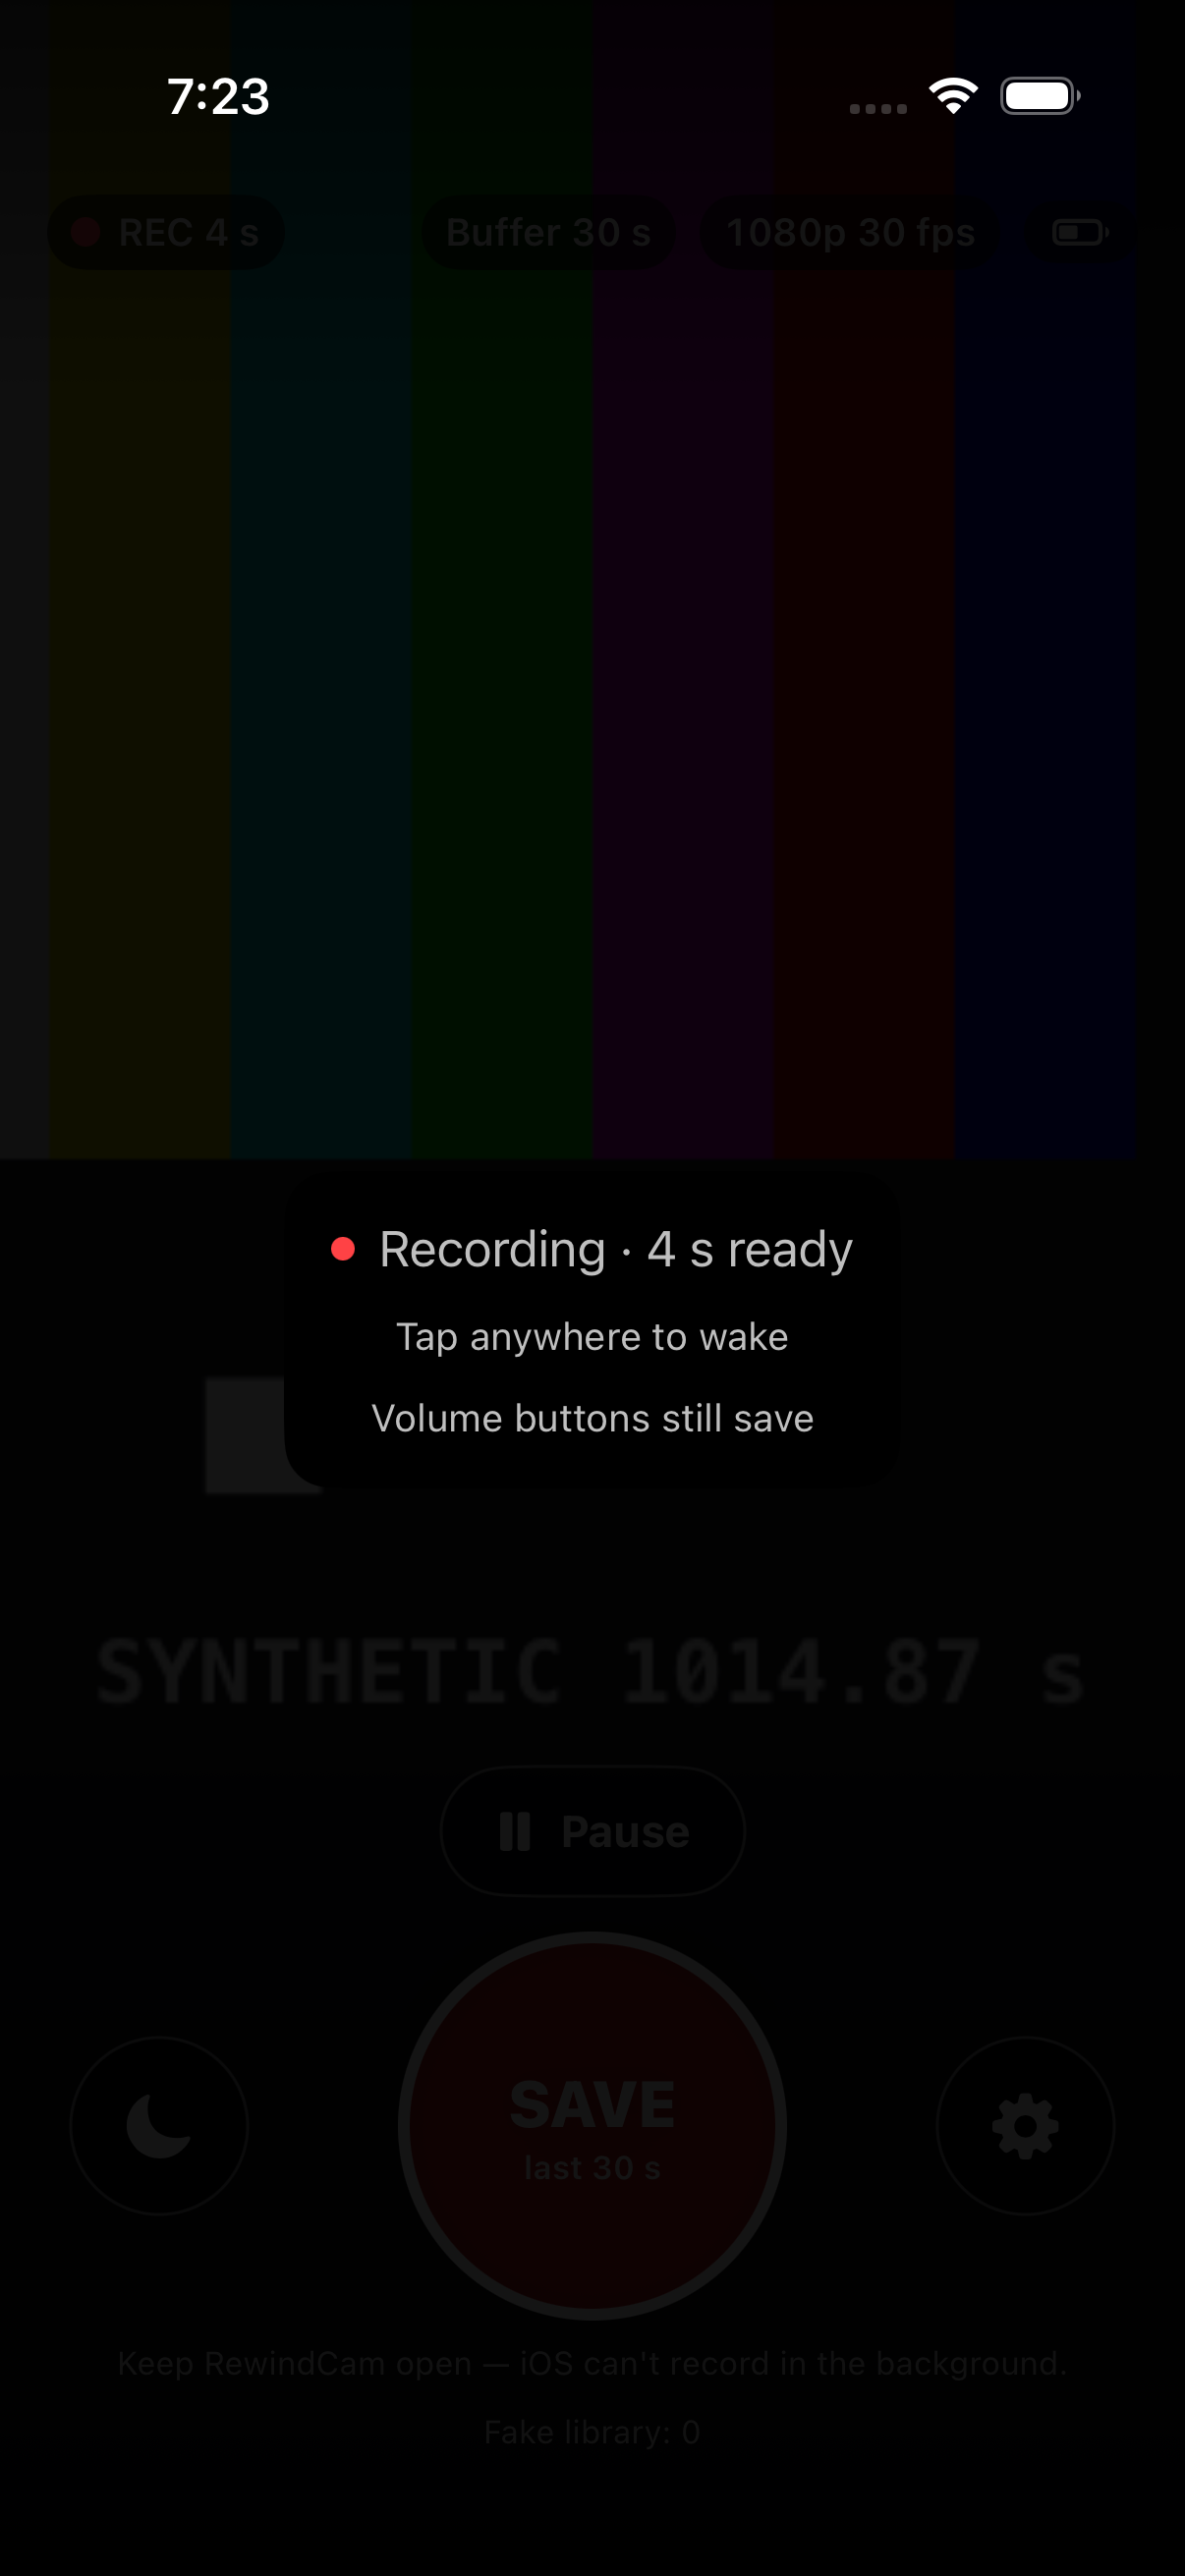 7:23
REC 4 s
Buffer 30 s
1080p 30 fps
Recording · 4 s ready
Tap anywhere to wake
Volume buttons still save
SYNTHETIC 1014.87 s
Pause
SAVE
last 30 s
Keep RewindCam open — iOS can't record in the background.
Fake library: 0